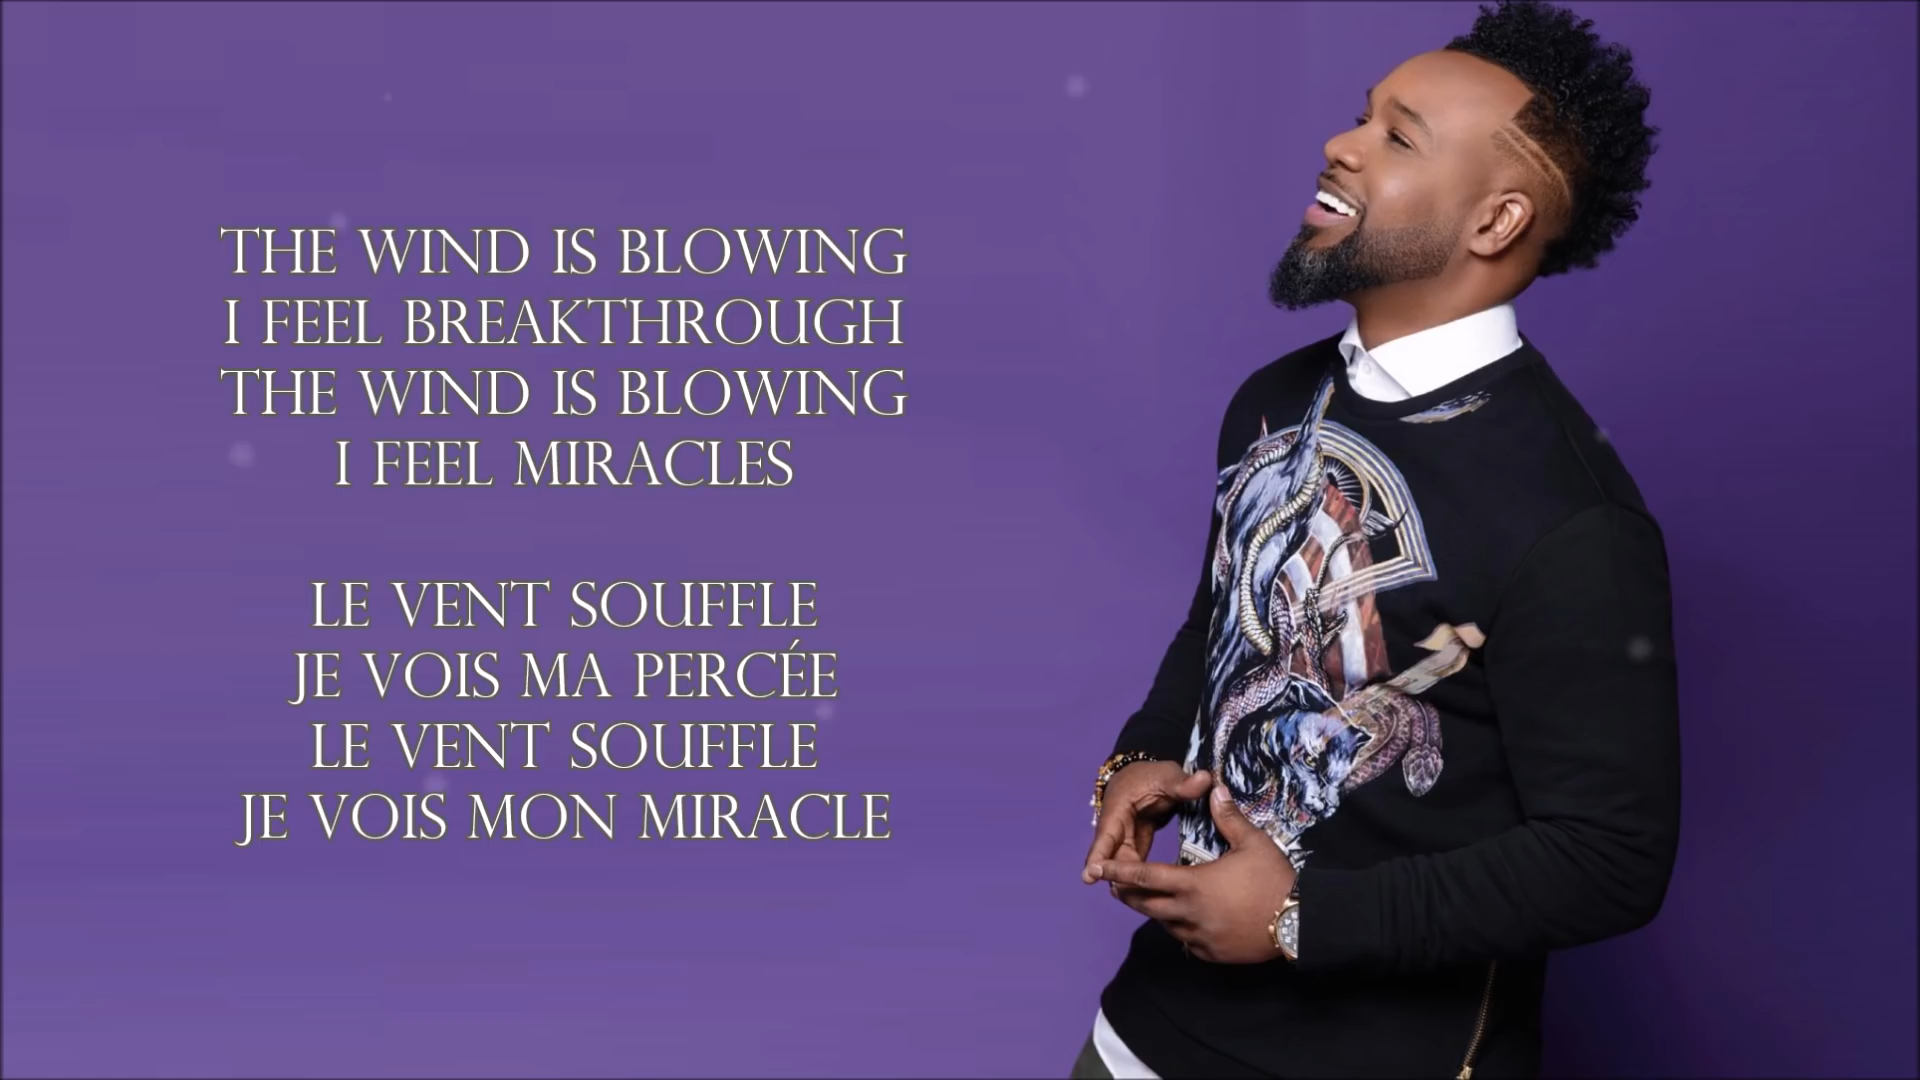 THE WIND IS BLOWING
I FEEL BREAKTHROUGH
THE WIND IS BLOWING
I FEEL MIRACLES
LE VENT SOUFFLE
JE VOIS MA PERCÉE
LE VENT SOUFFLE
JE VOIS MON MIRACLE